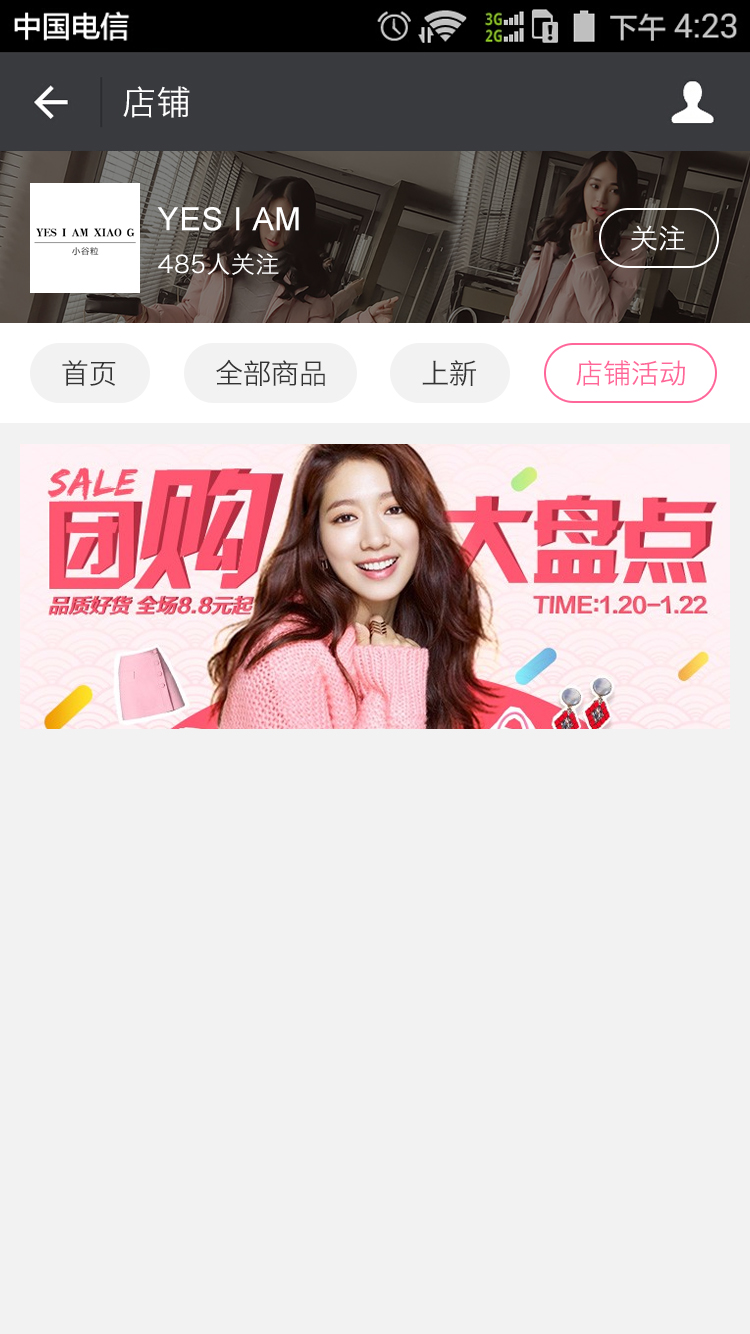 中国电信
3G
2G
下午 4:23
店铺
YES I AM XIAO G
小谷粒
YES I AM
485人关注
关注
首页
全部商品
上新
店铺活动
SALE
团购
大盘点
品质好货 全场8.8元起
TIME:1.20-1.22